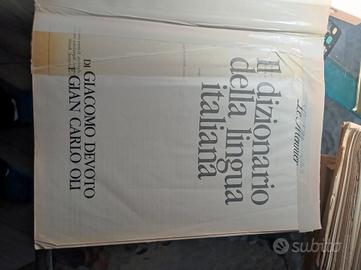 Le Monnier
Il dizionario
della lingua
italiana
DI GIACOMO DEVOTO
E GIAN CARLO OLI
subito